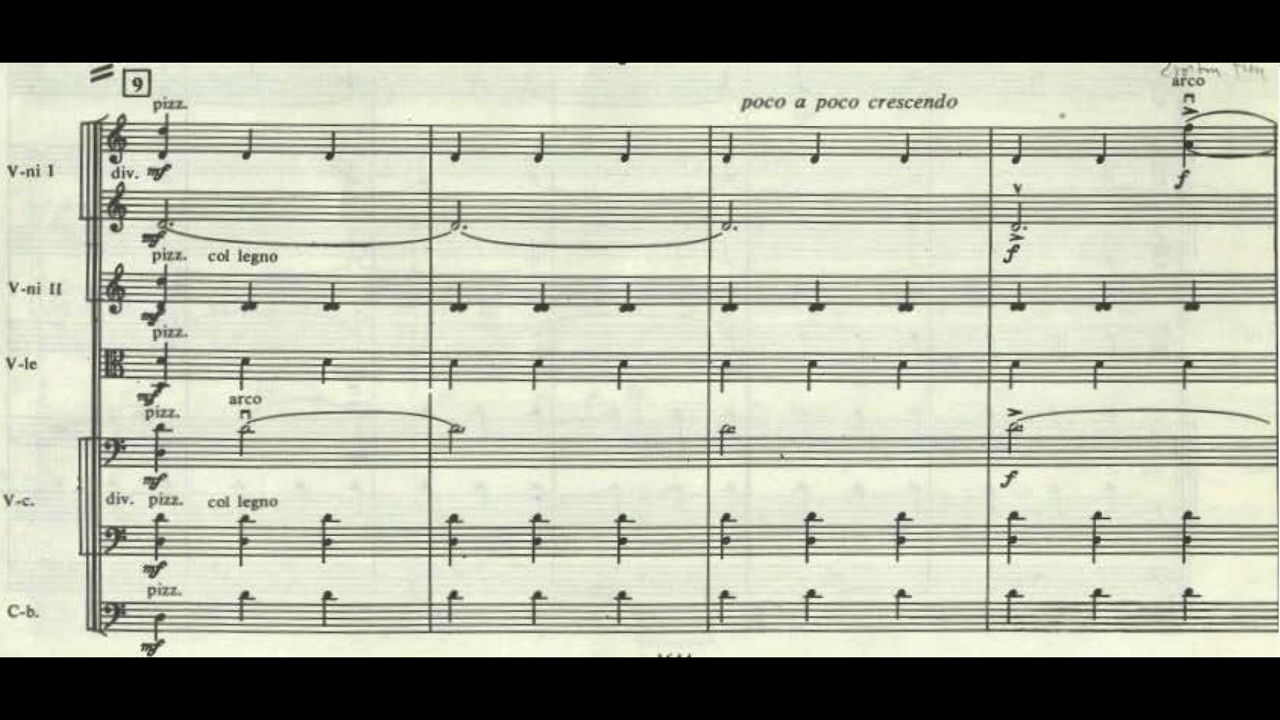 9
pizz.
poco a poco crescendo
arco
V-ni I
div. mf
f
mf
f
pizz. col legno
V-ni II
mf
pizz.
V-le
mf
pizz. arco
mf
f
V-c.
div. pizz. col legno
mf
pizz.
C-b.
mf